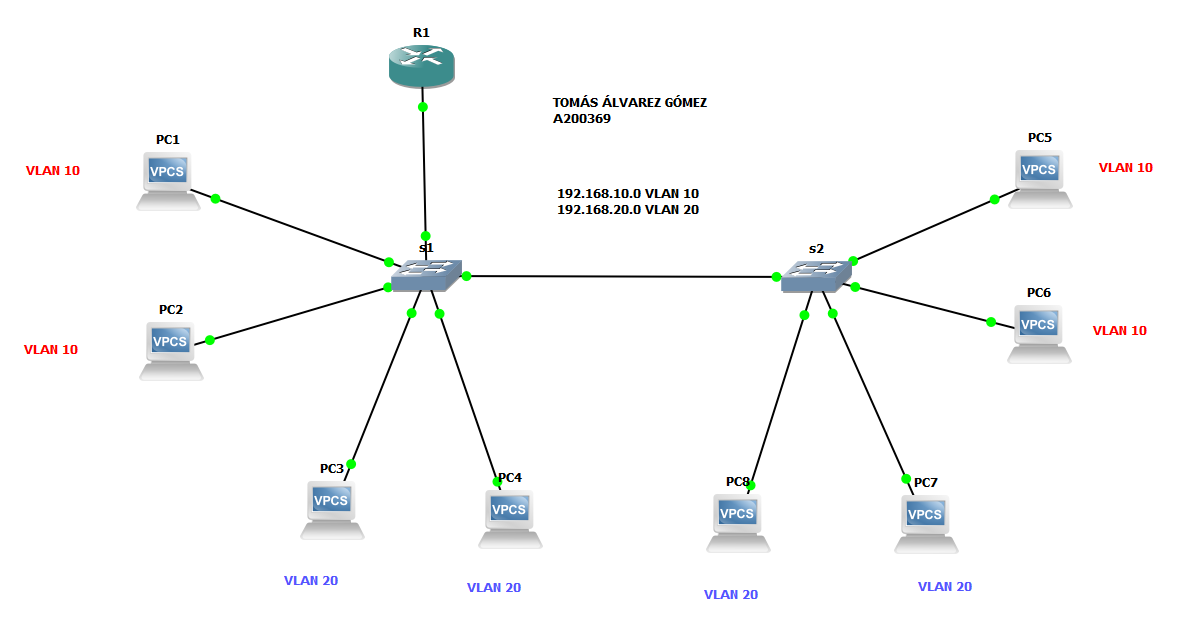 R1
TOMÁS ÁLVAREZ GÓMEZ
A200369
PC1
VLAN 10
VPCS
PC5
VLAN 10
VPCS
192.168.10.0 VLAN 10
192.168.20.0 VLAN 20
s1
s2
PC2
VLAN 10
VPCS
PC6
VLAN 10
VPCS
PC3
VPCS
VLAN 20
PC4
VPCS
VLAN 20
PC8
VPCS
VLAN 20
PC7
VPCS
VLAN 20